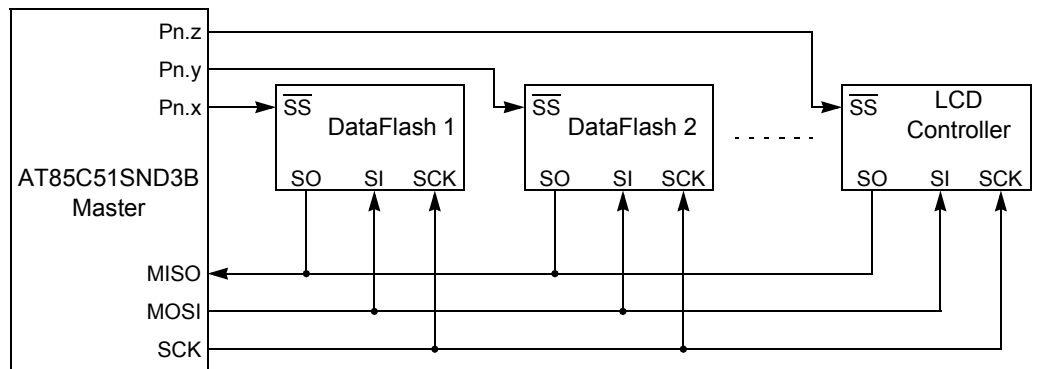 Pn.z
Pn.y
Pn.x
AT85C51SND3B
Master
MISO
MOSI
SCK
SS
DataFlash 1
SO SI SCK
SS
DataFlash 2
SO SI SCK
SS
LCD
Controller
SO SI SCK